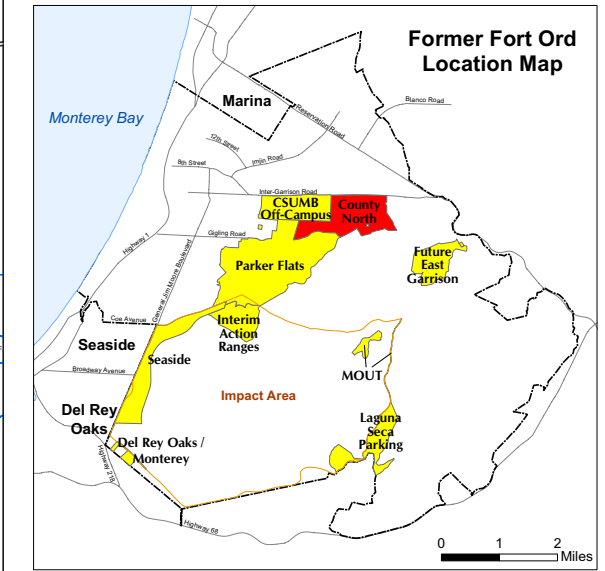 Former Fort Ord
Location Map
Monterey Bay
Marina
Blanco Road
Reservation Road
12th Street
Imjin Road
8th Street
Inter-Garrison Road
CSUMB
Off-Campus
County
North
Highway 1
Gigling Road
General Jim Moore Boulevard
Parker Flats
Future
East
Garrison
Coe Avenue
Interim
Action
Ranges
Seaside
Seaside
Broadway Avenue
MOUT
Impact Area
Del Rey
Oaks
Laguna
Seca
Parking
Del Rey Oaks /
Monterey
Highway 218
Highway 68
0 1 2
Miles